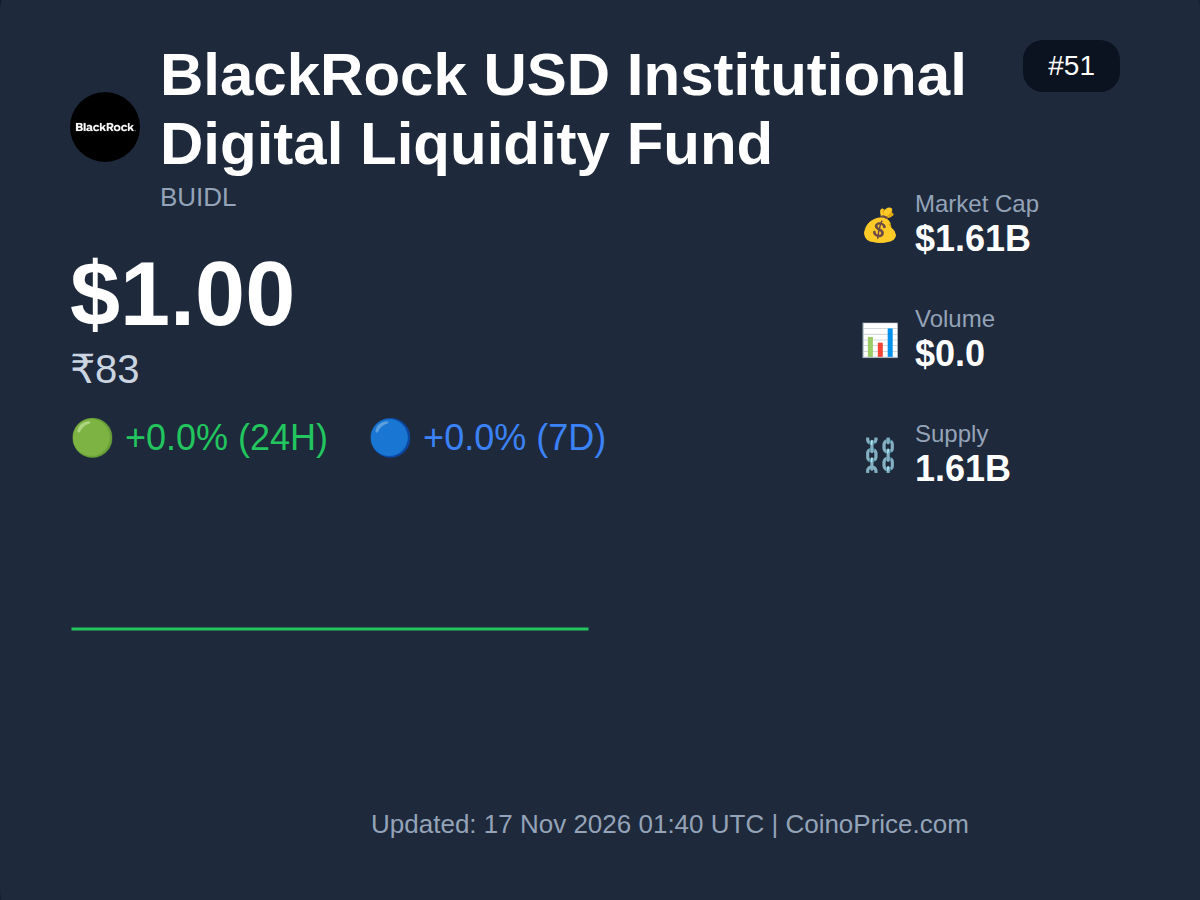 BlackRock USD Institutional
Digital Liquidity Fund
#51
BlackRock.
BUIDL
$1.00
₹83
+0.0% (24H)
+0.0% (7D)
Market Cap
$1.61B
Volume
$0.0
Supply
1.61B
Updated: 17 Nov 2026 01:40 UTC | CoinoPrice.com